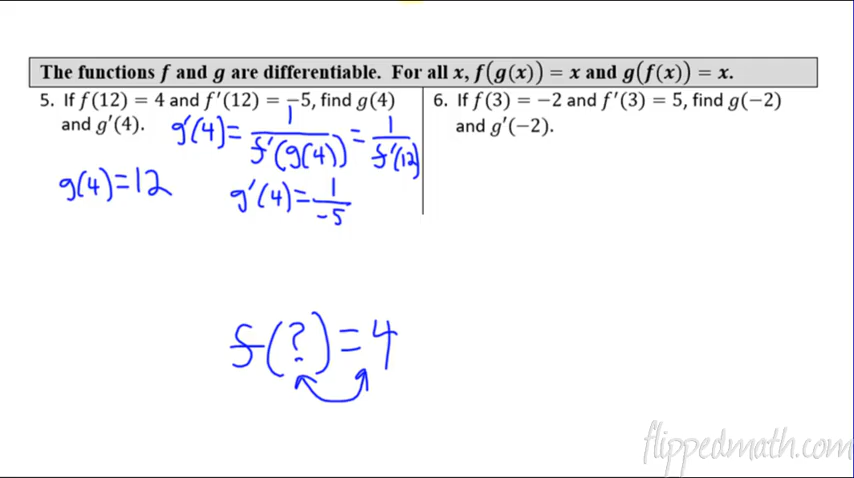 The functions f and g are differentiable. For all x, f(g(x)) = x and g(f(x)) = x.
5. If f(12) = 4 and f′(12) = −5, find g(4)
and g′(4).
g′(4) = 1/f′(g(4)) = 1/f′(12)
g(4) = 12
g′(4) = 1/-5
6. If f(3) = −2 and f′(3) = 5, find g(−2)
and g′(−2).
f(?) = 4
flippedmath.com